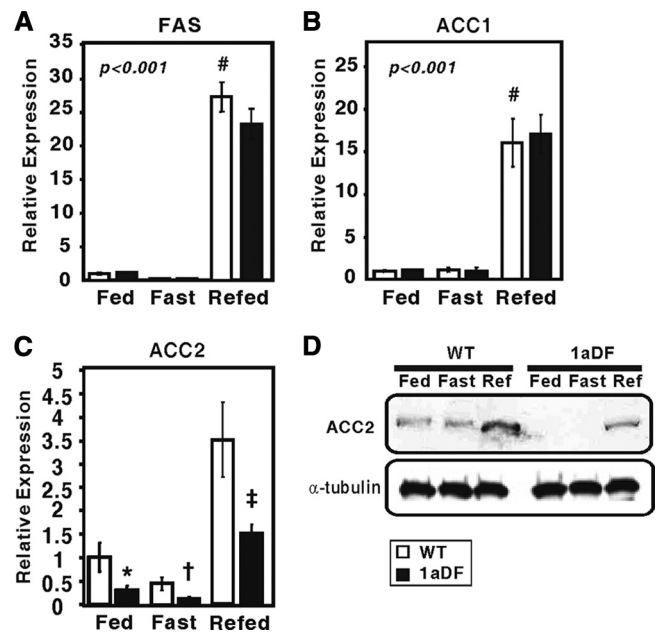 A
FAS
Relative Expression
35
30
25
20
15
10
5
0
p<0.001
#
Fed Fast Refed
B
ACC1
Relative Expression
25
20
15
10
5
0
p<0.001
#
Fed Fast Refed
C
ACC2
Relative Expression
5
4.5
4
3.5
3
2.5
2
1.5
1
0.5
0
*
†
‡
Fed Fast Refed
D
WT 1aDF
Fed Fast Ref Fed Fast Ref
ACC2
α-tubulin
WT
1aDF